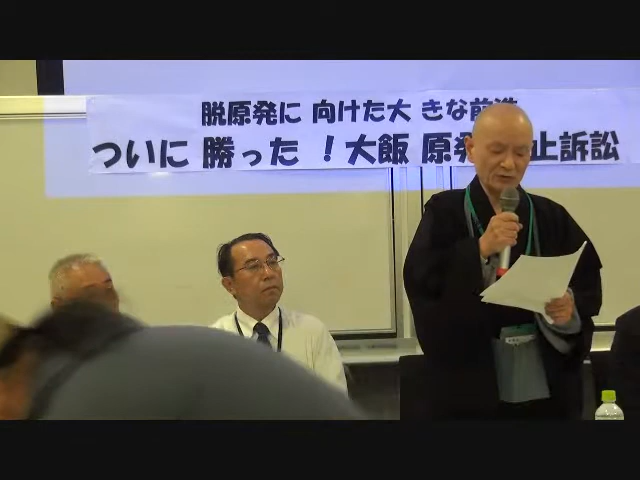 脱原発に 向けた大 きな前進
ついに 勝った ！大飯 原発 止訴訟